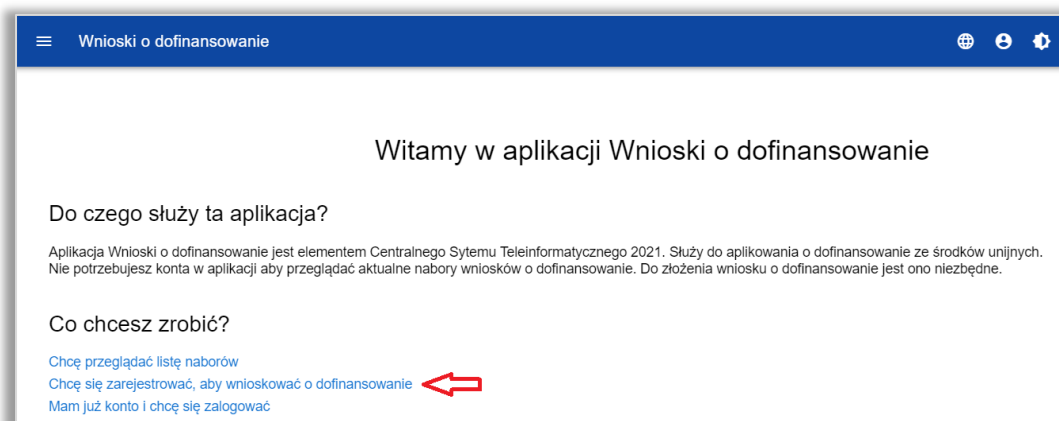 Wnioski o dofinansowanie
Witamy w aplikacji Wnioski o dofinansowanie
Do czego służy ta aplikacja?
Aplikacja Wnioski o dofinansowanie jest elementem Centralnego Sytemu Teleinformatycznego 2021. Służy do aplikowania o dofinansowanie ze środków unijnych.
Nie potrzebujesz konta w aplikacji aby przeglądać aktualne nabory wniosków o dofinansowanie. Do złożenia wniosku o dofinansowanie jest ono niezbędne.
Co chcesz zrobić?
Chcę przeglądać listę naborów
Chcę się zarejestrować, aby wnioskować o dofinansowanie
Mam już konto i chcę się zalogować